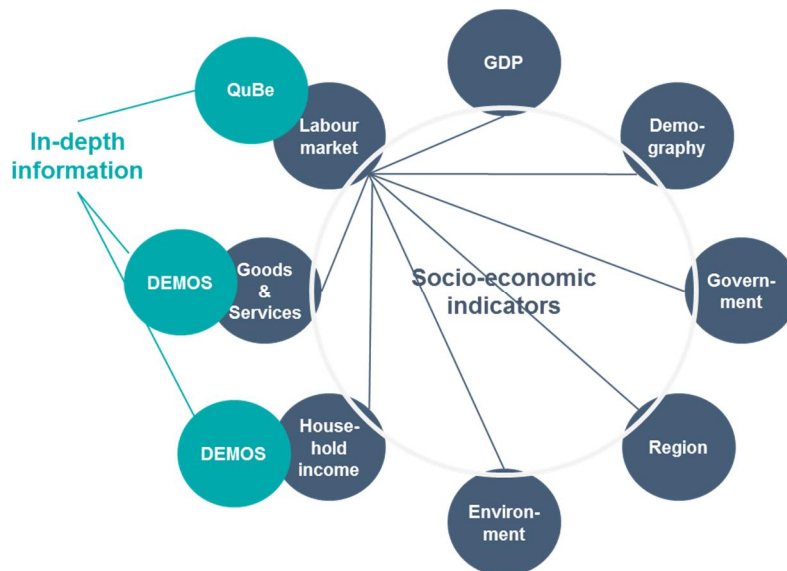 QuBe
GDP
Labour
market
Demo-
graphy
In-depth
information
DEMOS
Goods
&
Services
Socio-economic
indicators
Govern-
ment
DEMOS
House-
hold
income
Region
Environ-
ment